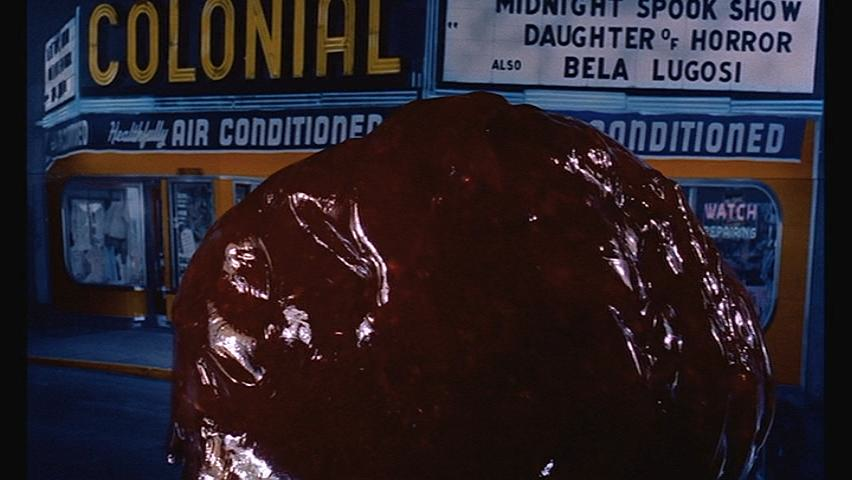 COLONIAL
MIDNIGHT SPOOK SHOW
DAUGHTER OF HORROR
ALSO BELA LUGOSI
Healthfully AIR CONDITIONED
CONDITIONED
WATCH
REPAIRING